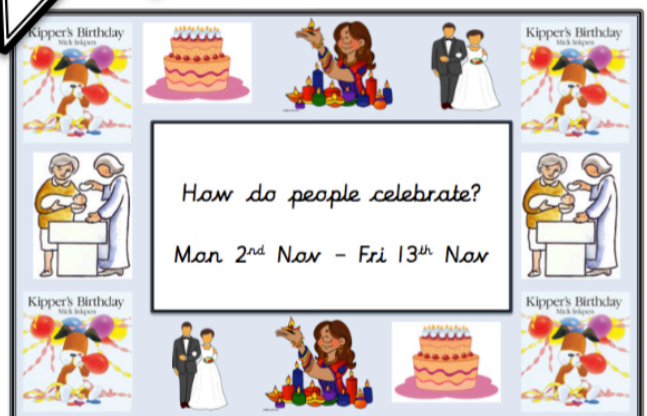 Kipper's Birthday
Mick Inkpen
Kipper's Birthday
Mick Inkpen
How do people celebrate?
Mon 2nd Nov - Fri 13th Nov
Kipper's Birthday
Mick Inkpen
Kipper's Birthday
Mick Inkpen